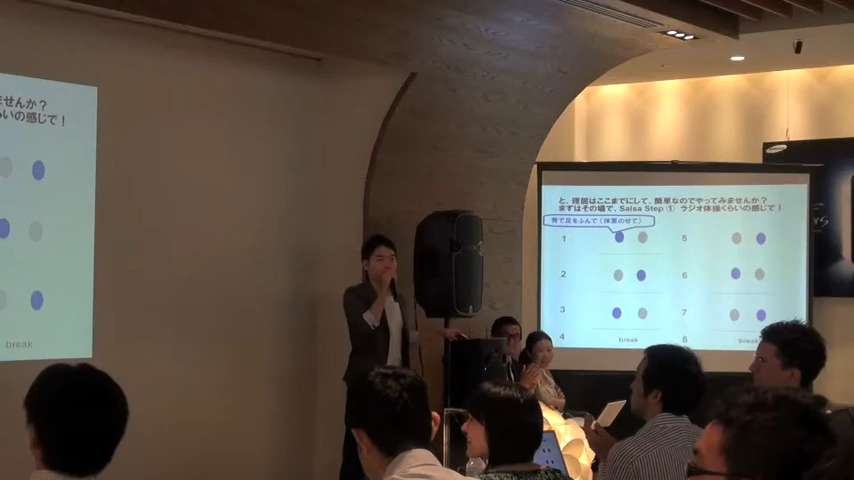 ませんか？
らいの感じで！
break
と、理屈はここまでにして、簡単なのでやってみませんか？
まずはその場で、Salsa Step ① ラジオ体操くらいの感じで！
青で足をふんで（体重のせて）
1 5
2 6
3 7
4 break 8 break